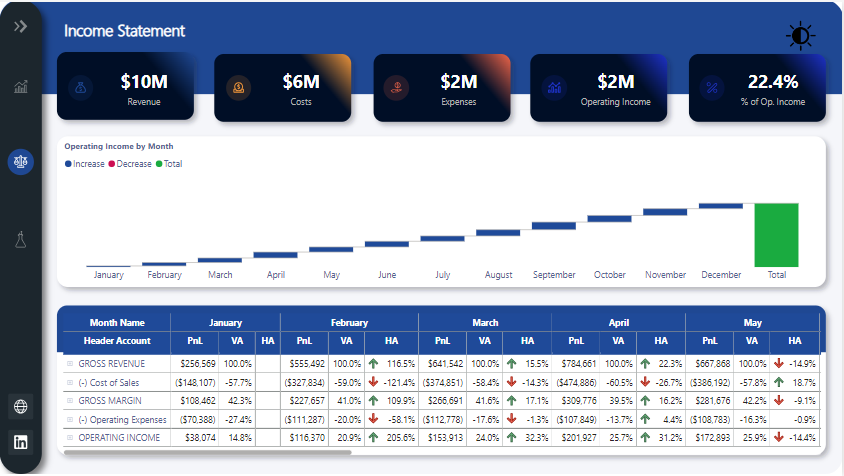 Income Statement
$10M $6M $2M $2M 22.4%
Revenue Costs Expenses Operating Income % of Op. Income
Operating Income by Month
Increase Decrease Total
January February March April May June July August September October November December Total
Month Name January February March April May
Header Account PnL VA HA PnL VA HA PnL VA HA PnL VA HA PnL VA HA
GROSS REVENUE $256,569 100.0% $555,492 100.0% 116.5% $641,542 100.0% 15.5% $784,661 100.0% 22.3% $667,868 100.0% -14.9%
(-) Cost of Sales ($148,107) -57.7% ($327,834) -59.0% -121.4% ($374,851) -58.4% -14.3% ($474,886) -60.5% -26.7% ($386,192) -57.8% 18.7%
GROSS MARGIN $108,462 42.3% $227,657 41.0% 109.9% $266,691 41.6% 17.1% $309,776 39.5% 16.2% $281,676 42.2% -9.1%
(-) Operating Expenses ($70,388) -27.4% ($111,287) -20.0% -58.1% ($112,778) -17.6% -1.3% ($107,849) -13.7% 4.4% ($108,783) -16.3% -0.9%
OPERATING INCOME $38,074 14.8% $116,370 20.9% 205.6% $153,913 24.0% 32.3% $201,927 25.7% 31.2% $172,893 25.9% -14.4%
in